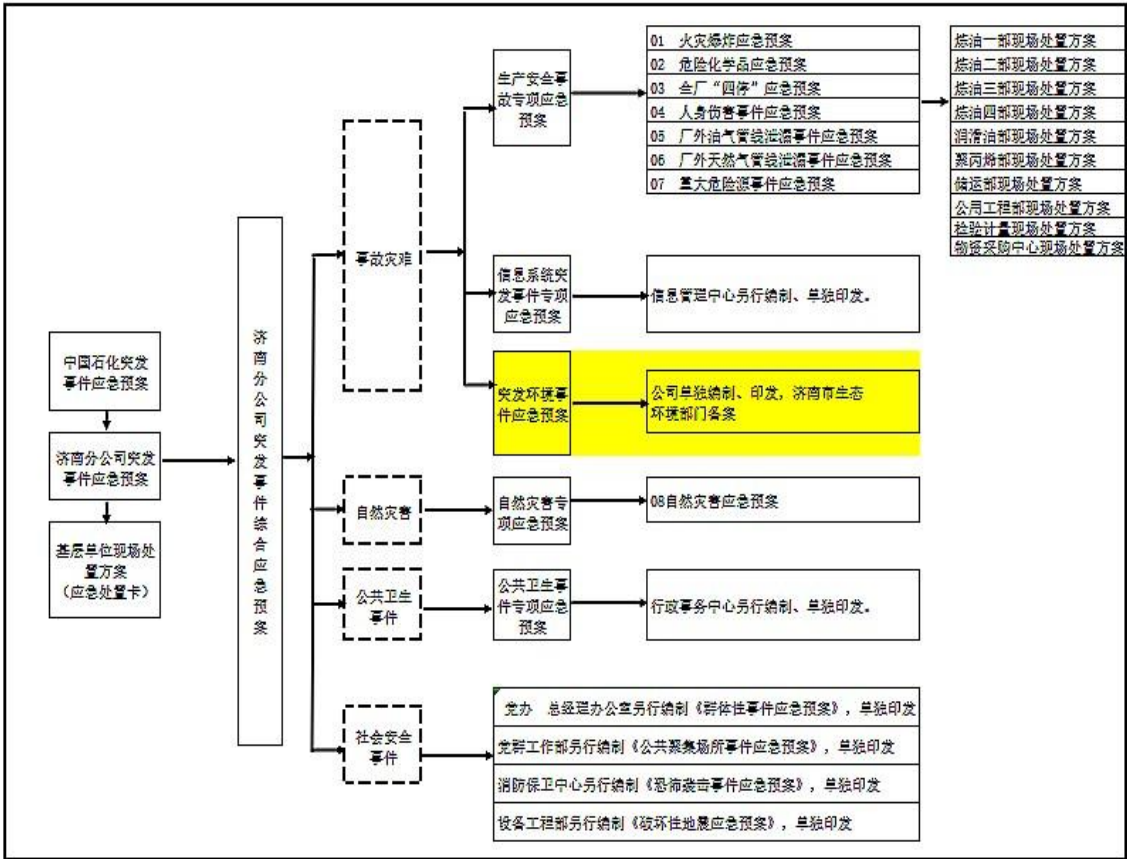 中国石化突发
事件应急预案
济南分公司突发
事件应急预案
基层单位现场处
置方案
（应急处置卡）
济南分公司突发事件综合应急预案
事故灾难
自然灾害
公共卫生
事件
社会安全
事件
生产安全事
故专项应急
预案
信息系统突
发事件专项
应急预案
突发环境事
件应急预案
自然灾害专
项应急预案
公共卫生事
件专项应急
预案
01 火灾爆炸应急预案
02 危险化学品应急预案
03 全厂“四停”应急预案
04 人身伤害事件应急预案
05 厂外油气管线泄漏事件应急预案
06 厂外天然气管线泄漏事件应急预案
07 重大危险源事件应急预案
信息管理中心另行编制、单独印发。
公司单独编制、印发，济南市生态
环境部门备案
08自然灾害应急预案
行政事务中心另行编制、单独印发。
党办 总经理办公室另行编制《群体性事件应急预案》，单独印发
党群工作部另行编制《公共聚集场所事件应急预案》，单独印发
消防保卫中心另行编制《恐怖袭击事件应急预案》，单独印发
设备工程部另行编制《破坏性地震应急预案》，单独印发
炼油一部现场处置方案
炼油二部现场处置方案
炼油三部现场处置方案
炼油四部现场处置方案
润滑油部现场处置方案
聚丙烯部现场处置方案
储运部现场处置方案
公用工程部现场处置方案
检验计量现场处置方案
物资采购中心现场处置方案